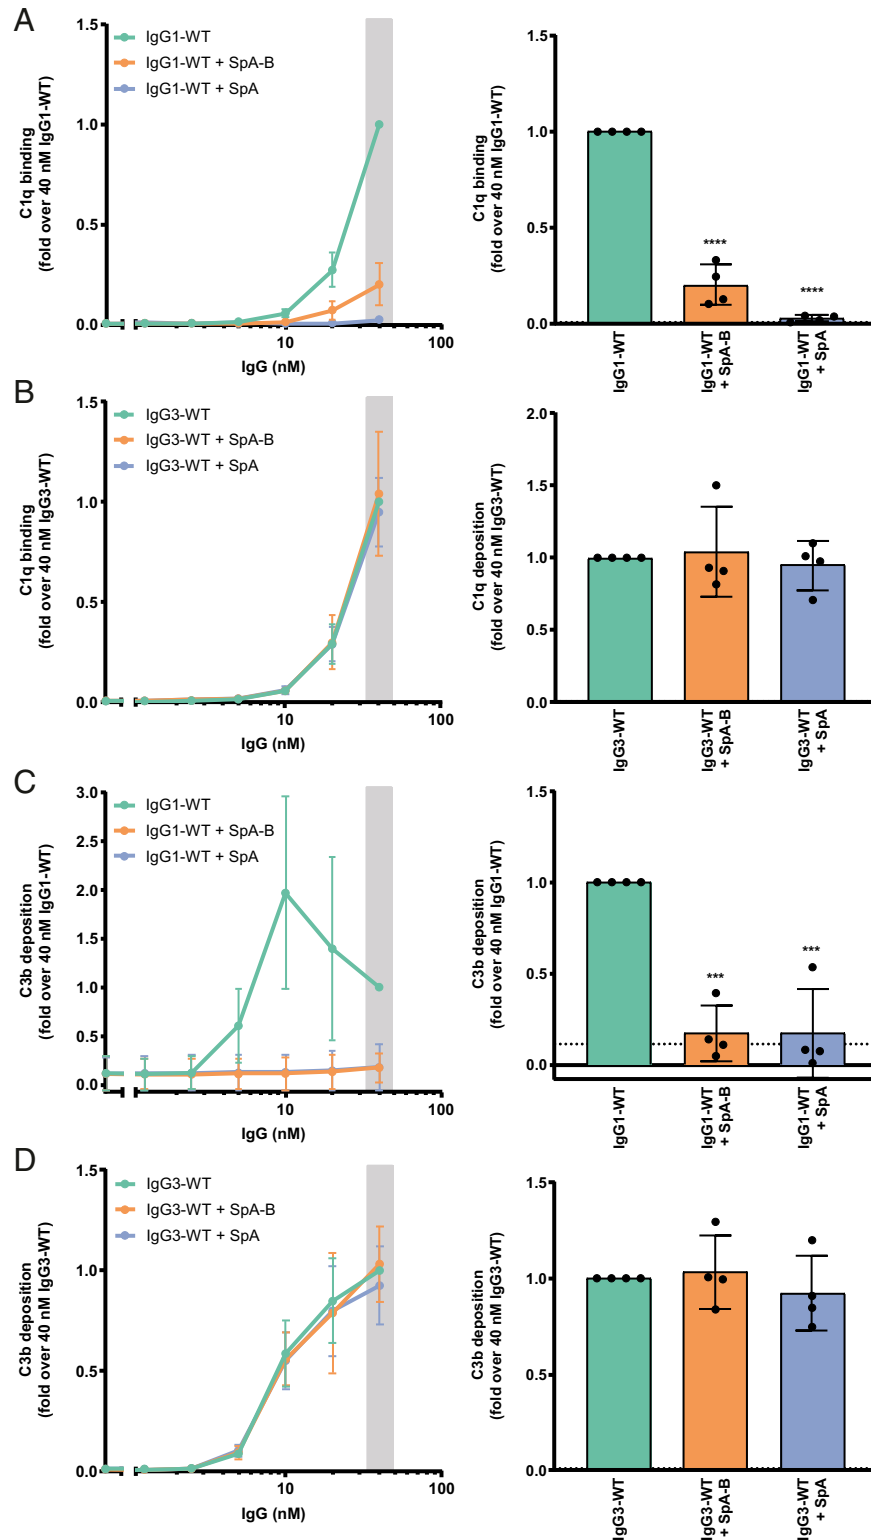 A
C1q binding
(fold over 40 nM IgG1-WT)
1.5
1.0
0.5
0.0
10
100
IgG (nM)
IgG1-WT
IgG1-WT + SpA-B
IgG1-WT + SpA
C1q binding
(fold over 40 nM IgG1-WT)
1.5
1.0
0.5
0.0
****
****
IgG1-WT
IgG1-WT
+ SpA-B
IgG1-WT
+ SpA
B
C1q binding
(fold over 40 nM IgG3-WT)
1.5
1.0
0.5
0.0
10
100
IgG (nM)
IgG3-WT
IgG3-WT + SpA-B
IgG3-WT + SpA
C1q deposition
(fold over 40 nM IgG3-WT)
2.0
1.5
1.0
0.5
0.0
IgG3-WT
IgG3-WT
+ SpA-B
IgG3-WT
+ SpA
C
C3b deposition
(fold over 40 nM IgG1-WT)
3.0
2.5
2.0
1.5
1.0
0.5
0.0
10
100
IgG (nM)
IgG1-WT
IgG1-WT + SpA-B
IgG1-WT + SpA
C3b deposition
(fold over 40 nM IgG1-WT)
1.5
1.0
0.5
0.0
***
***
IgG1-WT
IgG1-WT
+ SpA-B
IgG1-WT
+ SpA
D
C3b deposition
(fold over 40 nM IgG3-WT)
1.5
1.0
0.5
0.0
10
100
IgG (nM)
IgG3-WT
IgG3-WT + SpA-B
IgG3-WT + SpA
C3b deposition
(fold over 40 nM IgG3-WT)
1.5
1.0
0.5
0.0
IgG3-WT
IgG3-WT
+ SpA-B
IgG3-WT
+ SpA